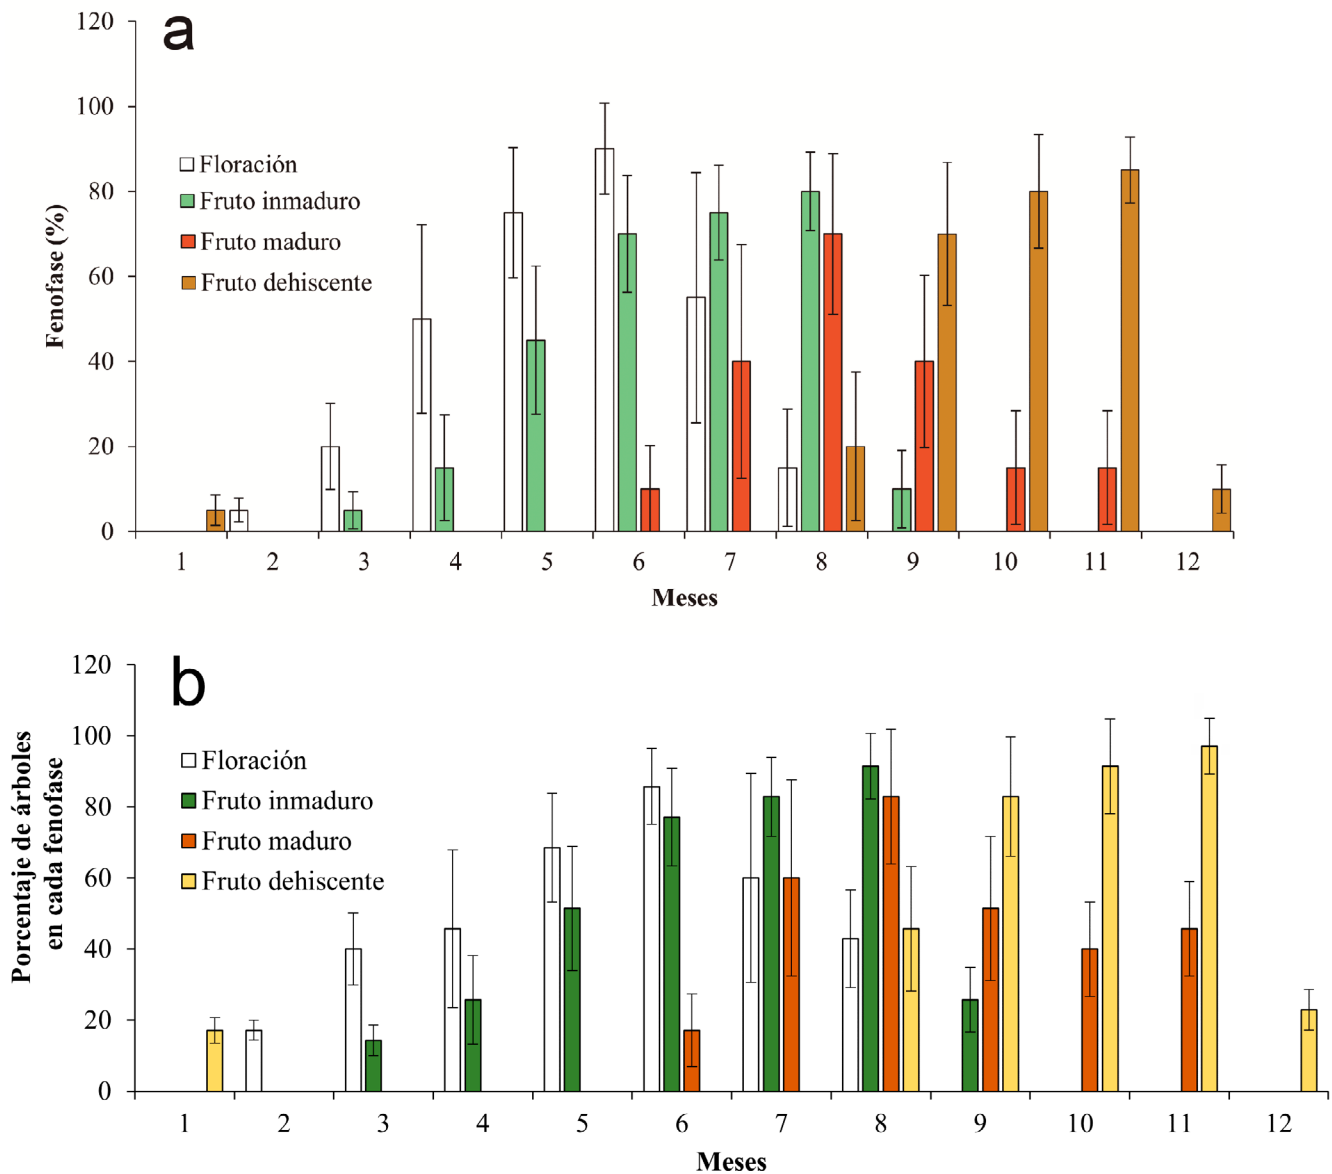 a
120
100
80
60
40
20
0
Fenofase (%)
Floración
Fruto inmaduro
Fruto maduro
Fruto dehiscente
1 2 3 4 5 6 7 8 9 10 11 12
Meses
b
120
100
80
60
40
20
0
Porcentaje de árboles
en cada fenofase
Floración
Fruto inmaduro
Fruto maduro
Fruto dehiscente
1 2 3 4 5 6 7 8 9 10 11 12
Meses